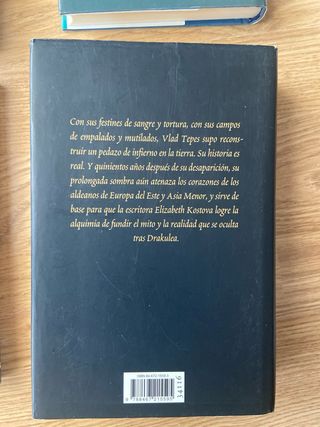 Con sus festines de sangre y tortura, con sus campos
de empalados y mutilados, Vlad Tepes supo recons-
truir un pedazo de infierno en la tierra. Su historia es
real. Y quinientos años después de su desaparición, su
prolongada sombra aún atenaza los corazones de los
aldeanos de Europa del Este y Asia Menor, y sirve de
base para que la escritora Elizabeth Kostova logre la
alquimia de fundir el mito y la realidad que se oculta
tras Drakulea.
34116